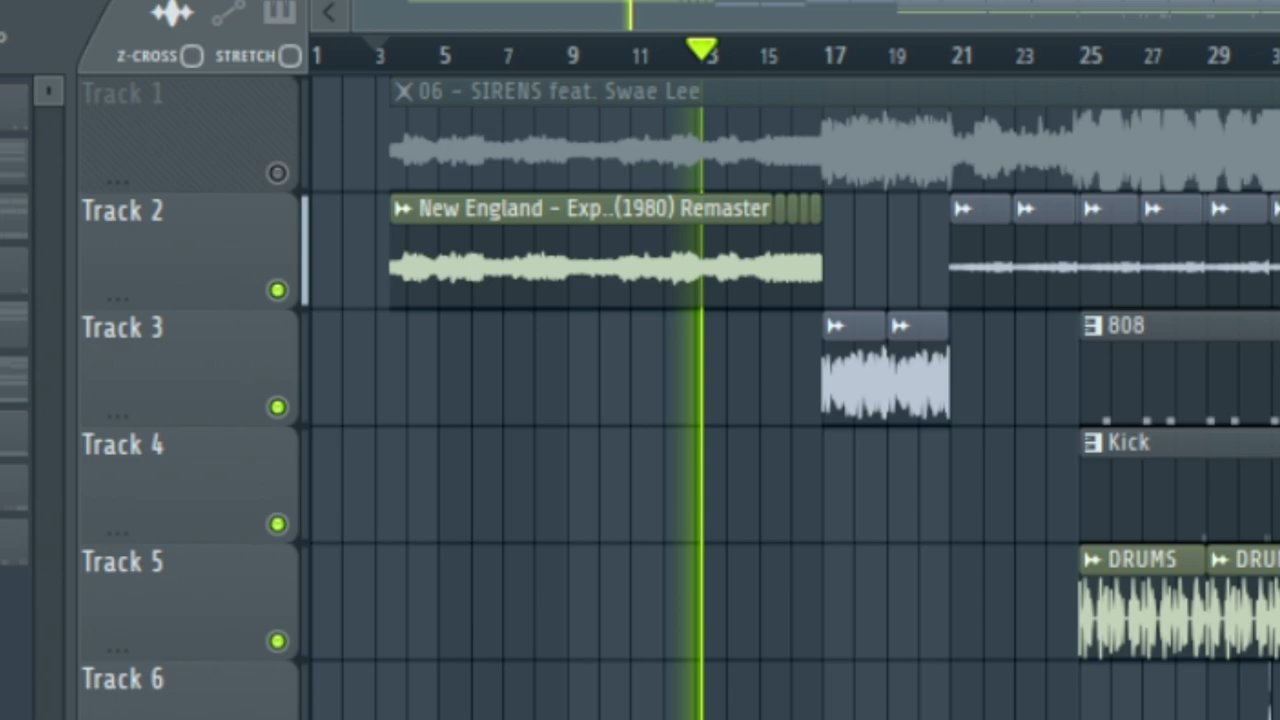 Z-CROSS STRETCH
1 3 5 7 9 11 15 17 19 21 23 25 27 29
Track 1
06 - SIRENS feat. Swae Lee
Track 2
New England - Exp..(1980) Remaster
Track 3
808
Track 4
Kick
Track 5
DRUMS
Track 6